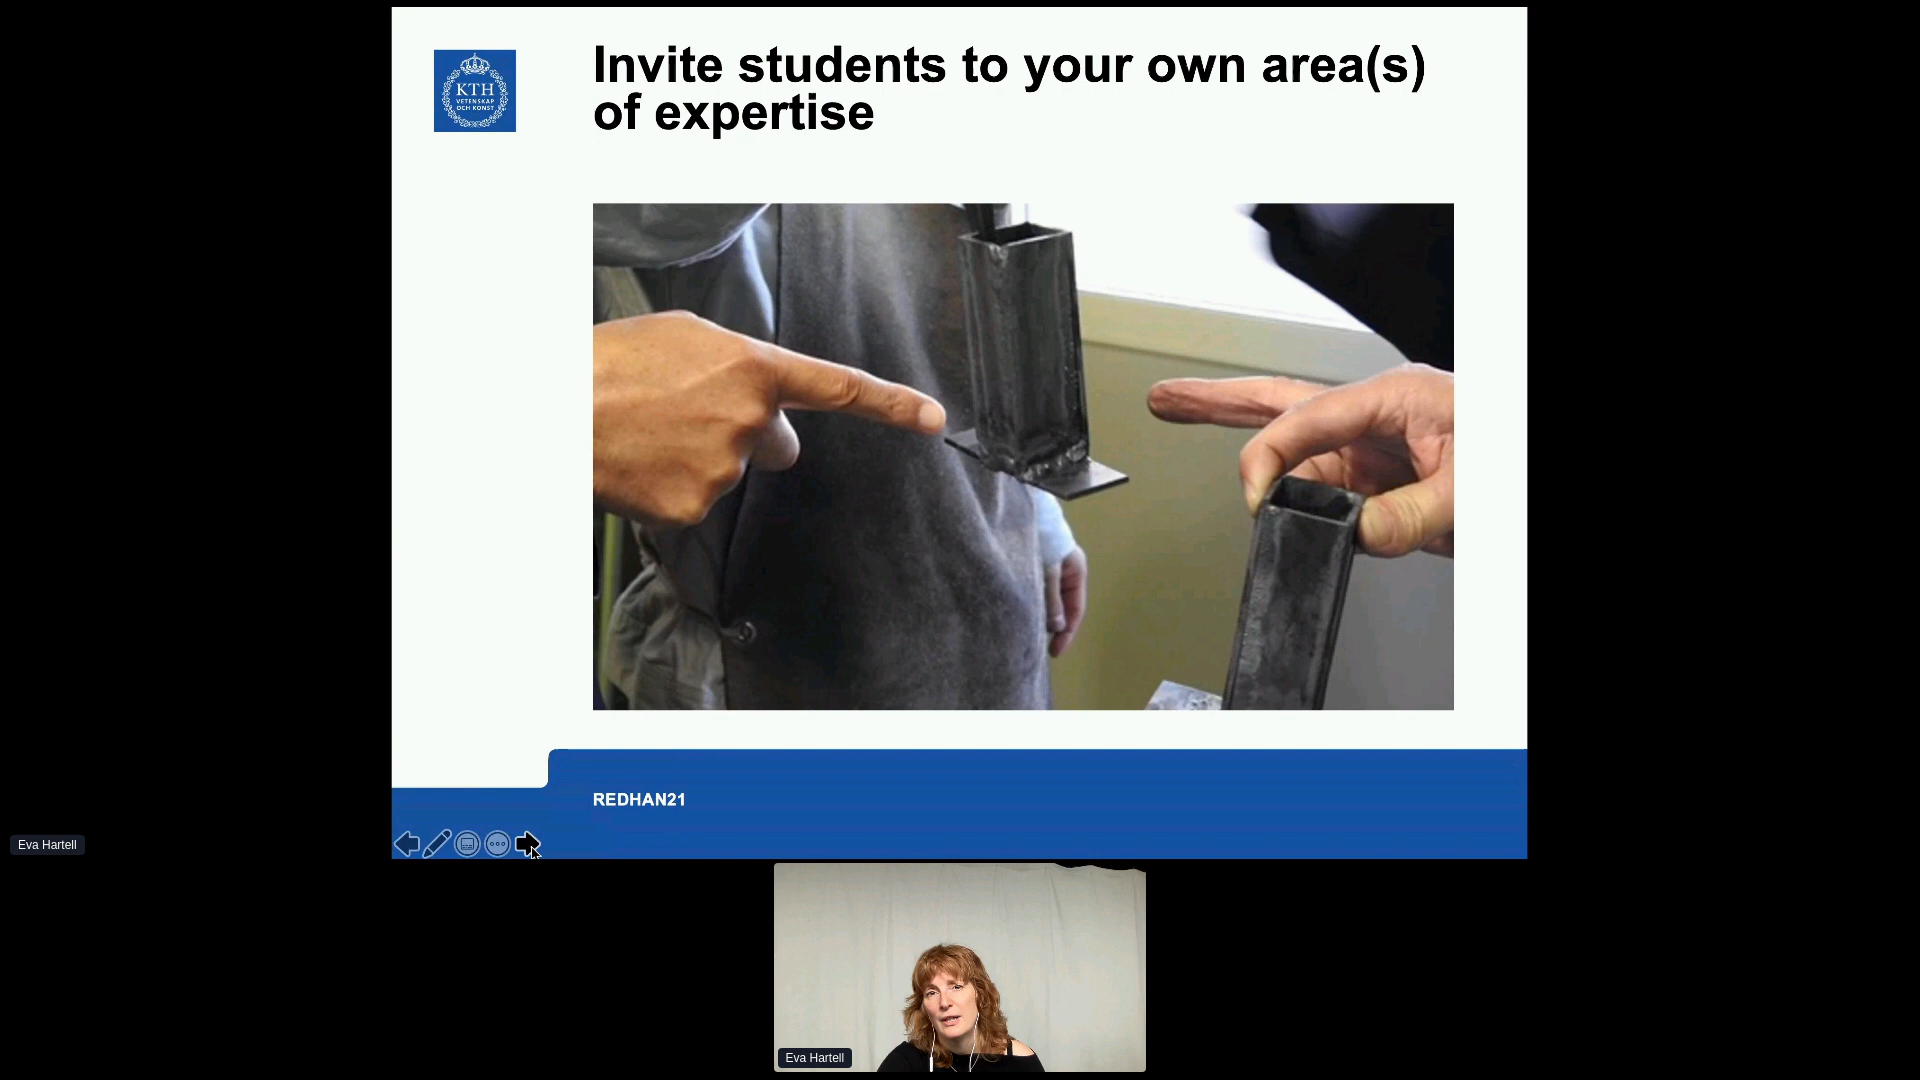 Invite students to your own area(s)
of expertise
KTH
VETENSKAP
OCH KONST
REDHAN21
Eva Hartell
Eva Hartell